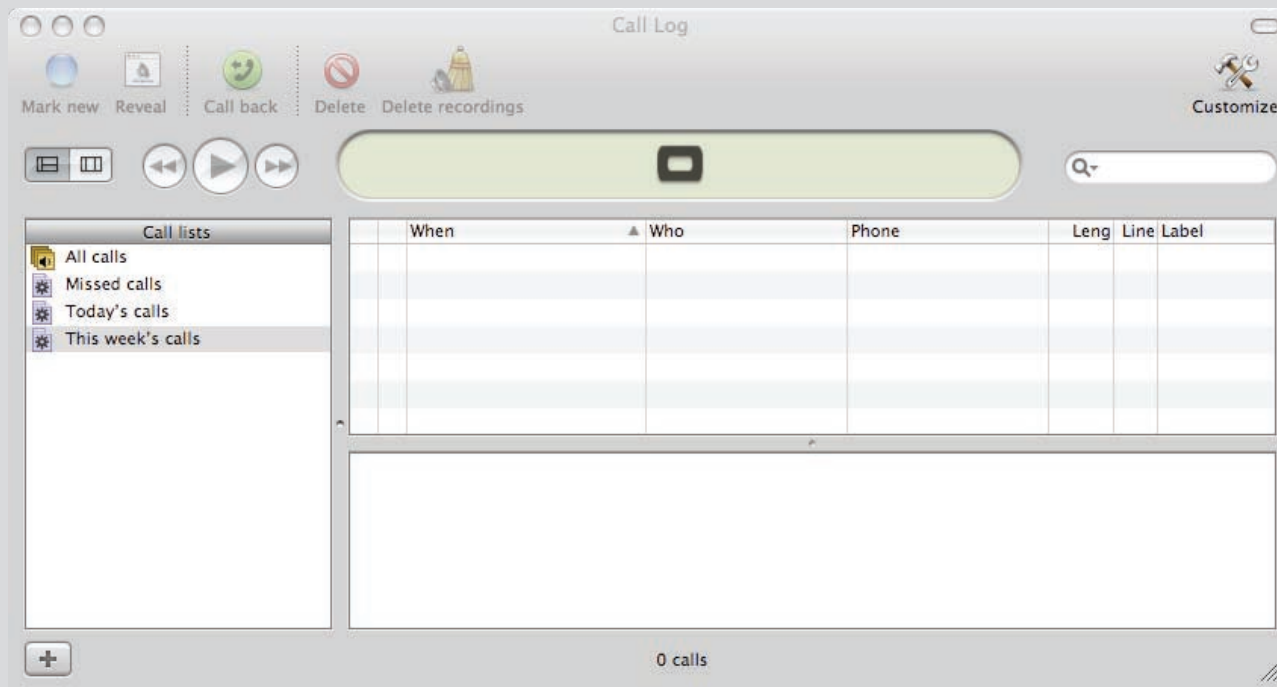 Call Log
Mark new Reveal Call back Delete Delete recordings Customize
Call lists
All calls
Missed calls
Today's calls
This week's calls
When Who Phone Leng Line Label
0 calls